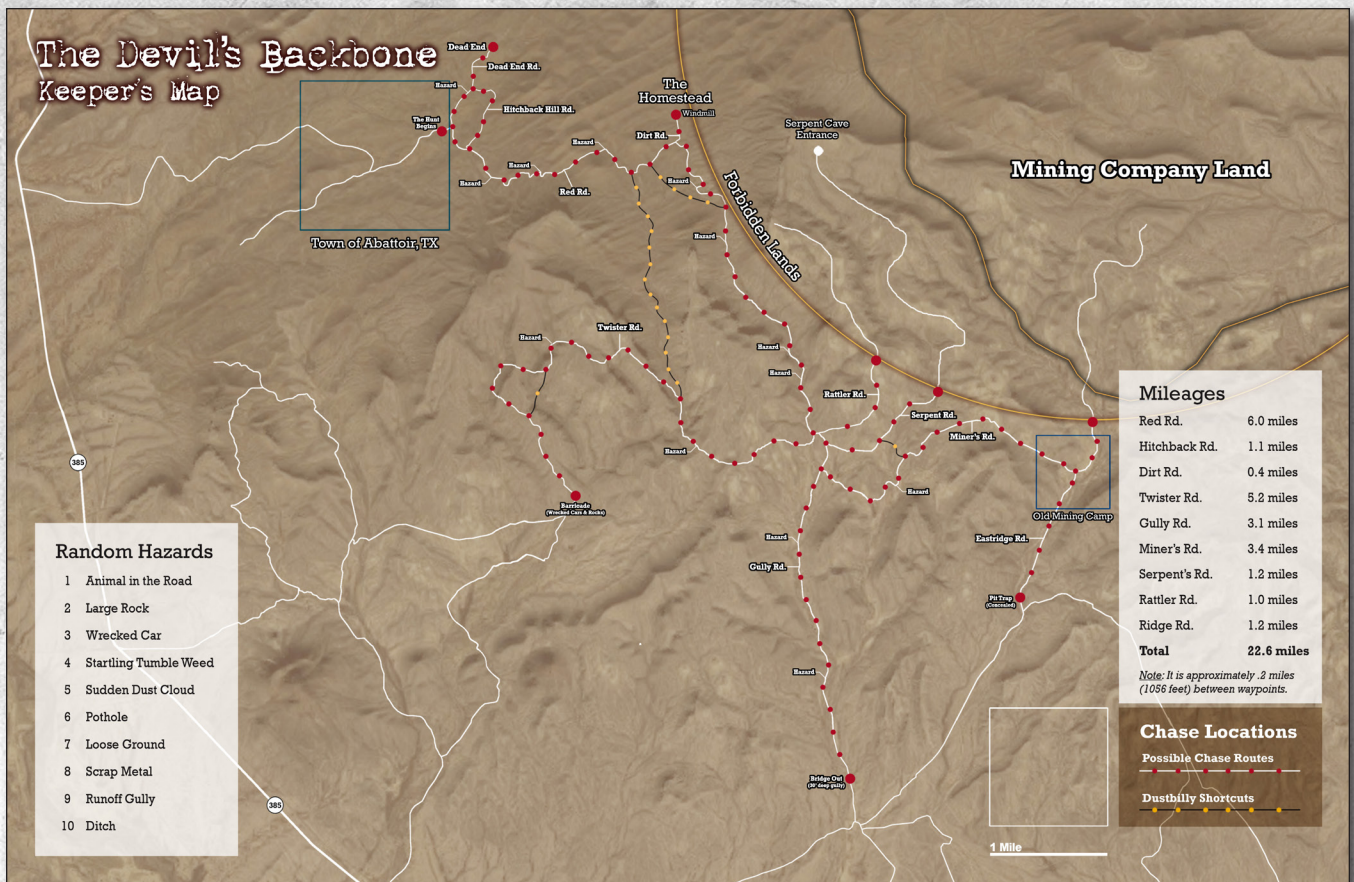 The Devil's Backbone
Keeper's Map
Dead End
Dead End Rd.
Hazard
Hitchback Hill Rd.
The Hunt
Begins
The
Homestead
Windmill
Dirt Rd.
Hazard
Hazard
Hazard
Red Rd.
Hazard
Hazard
Serpent Cave
Entrance
Mining Company Land
Forbidden Lands
Town of Abattoir, TX
Twister Rd.
Hazard
Hazard
Hazard
Hazard
Rattler Rd.
Serpent Rd.
Miner's Rd.
Hazard
Hazard
385
Barricade
(Wrecked Cars & Rocks)
Old Mining Camp
Hazard
Eastridge Rd.
Gully Rd.
Pit Trap
(Concealed)
Hazard
Bridge Out
(30' deep gully)
385
Random Hazards
1 Animal in the Road
2 Large Rock
3 Wrecked Car
4 Startling Tumble Weed
5 Sudden Dust Cloud
6 Pothole
7 Loose Ground
8 Scrap Metal
9 Runoff Gully
10 Ditch
Mileages
Red Rd. 6.0 miles
Hitchback Rd. 1.1 miles
Dirt Rd. 0.4 miles
Twister Rd. 5.2 miles
Gully Rd. 3.1 miles
Miner's Rd. 3.4 miles
Serpent's Rd. 1.2 miles
Rattler Rd. 1.0 miles
Ridge Rd. 1.2 miles
Total 22.6 miles
Note: It is approximately .2 miles
(1056 feet) between waypoints.
Chase Locations
Possible Chase Routes
Dustbilly Shortcuts
1 Mile